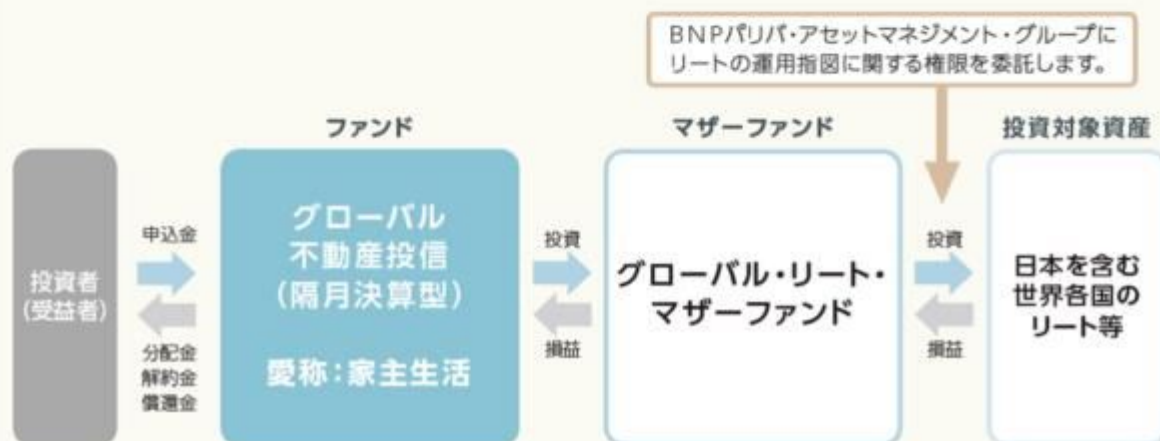 BNPパリバ・アセットマネジメント・グループに
リートの運用指図に関する権限を委託します。
ファンド
マザーファンド
投資対象資産
投資者
(受益者)
申込金
分配金
解約金
償還金
グローバル
不動産投信
(隔月決算型)
愛称:家主生活
投資
損益
グローバル・リート・
マザーファンド
投資
損益
日本を含む
世界各国の
リート等